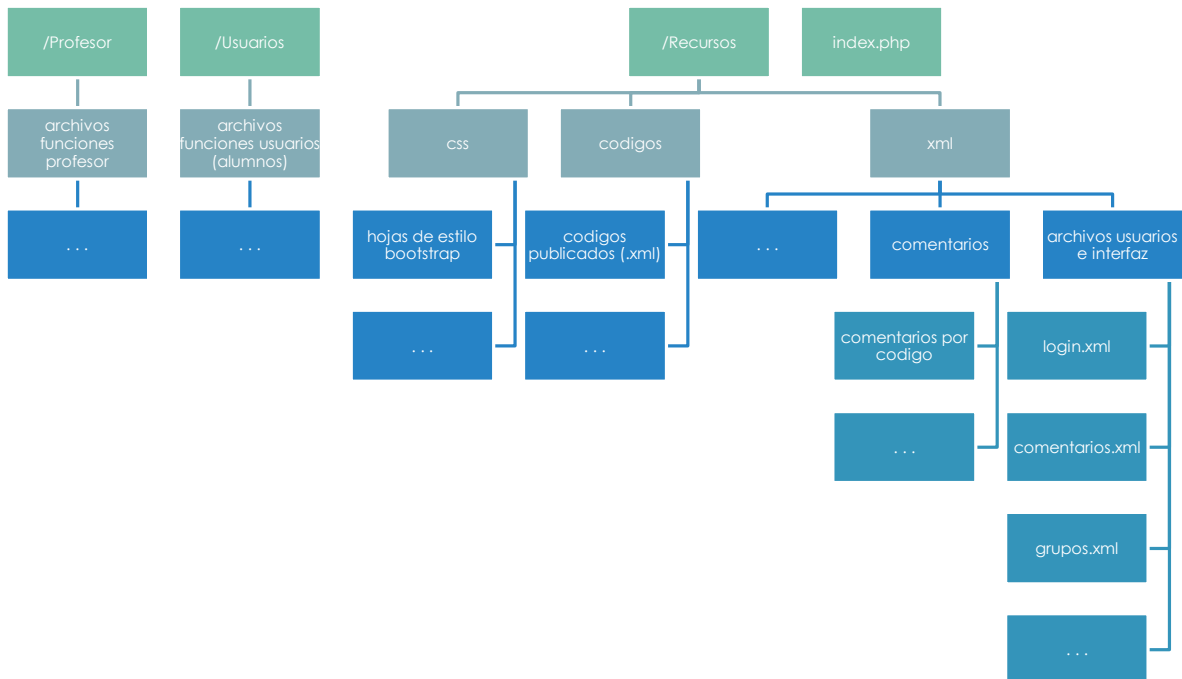 /Profesor
/Usuarios
/Recursos
index.php
archivos
funciones
profesor
archivos
funciones usuarios
(alumnos)
css
codigos
xml
. . .
. . .
hojas de estilo
bootstrap
codigos
publicados (.xml)
. . .
comentarios
archivos usuarios
e interfaz
. . .
. . .
comentarios por
codigo
login.xml
. . .
comentarios.xml
grupos.xml
. . .